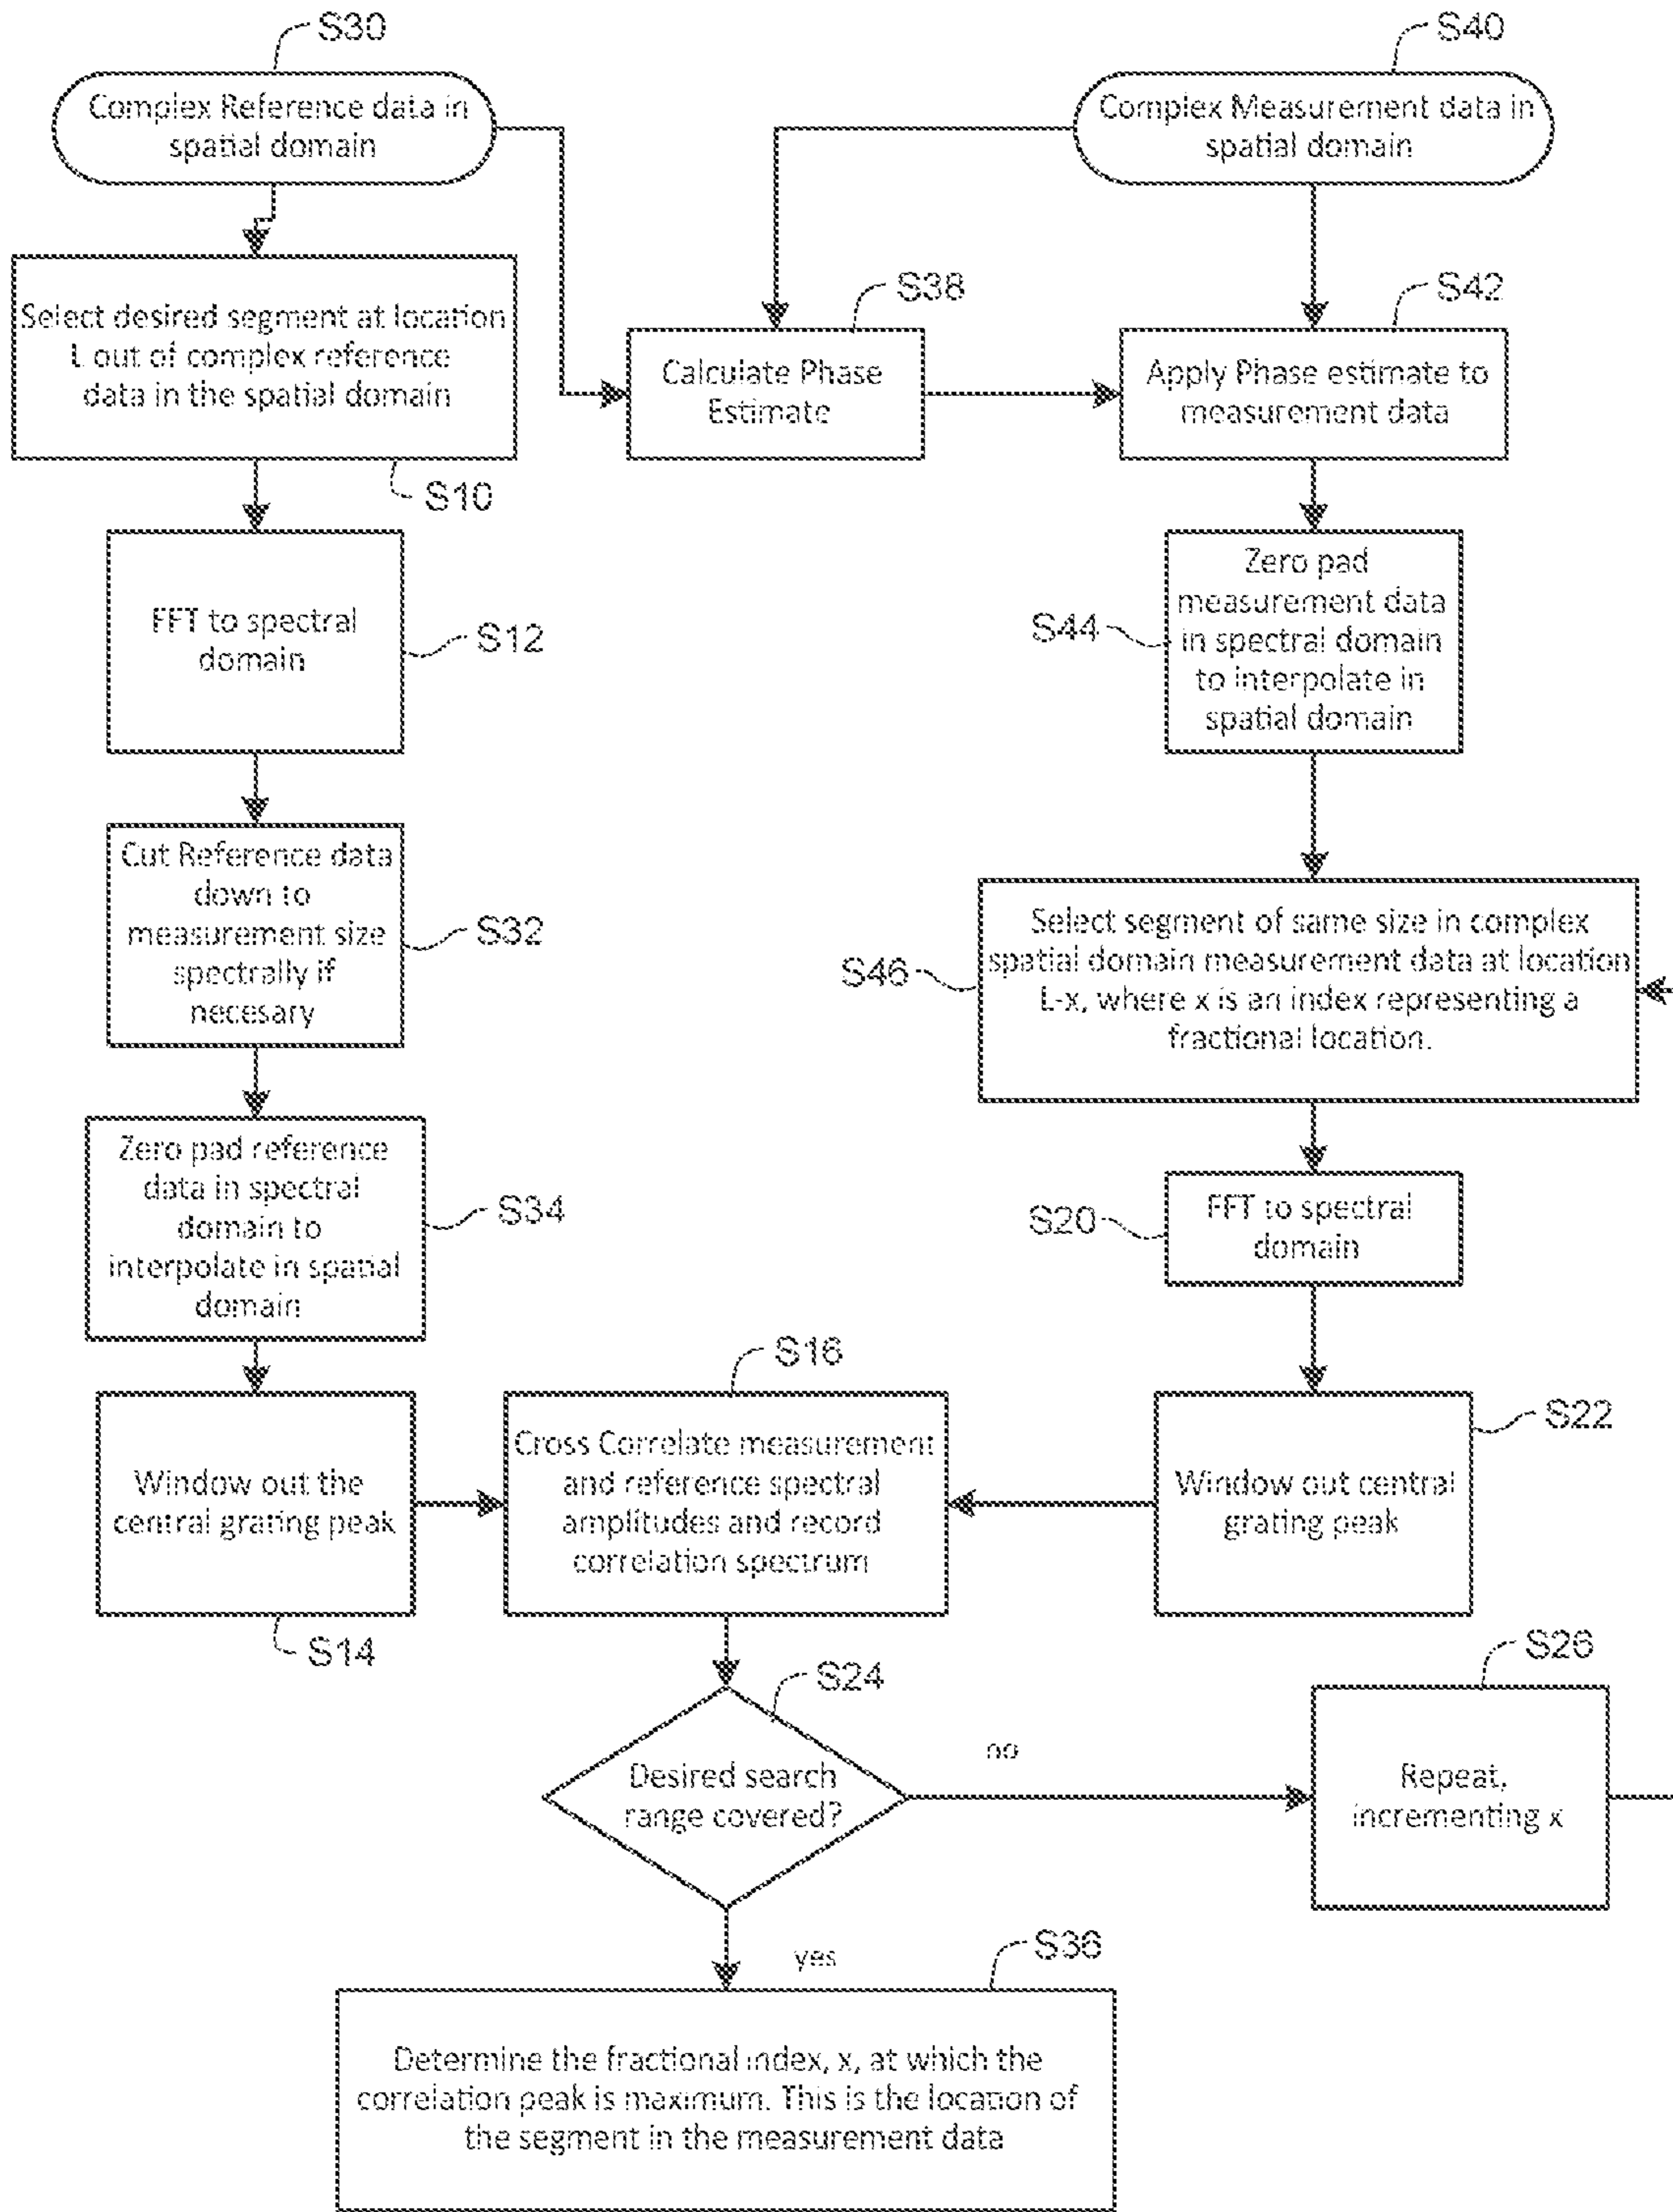 S30
Complex Reference data in
spatial domain
S40
Complex Measurement data in
spatial domain
Select desired segment at location
L out of complex reference
data in the spatial domain
S10
S38
Calculate Phase
Estimate
S42
Apply Phase estimate to
measurement data
FFT to spectral
domain
S12
Zero pad
measurement data
in spectral domain
to interpolate in
spatial domain
S44
Cut Reference data
down to
measurement size
spectrally if
necesary
S32
Select segment of same size in complex
spatial domain measurement data at location
L-x, where x is an index representing a
fractional location.
S46
Zero pad reference
data in spectral
domain to
interpolate in spatial
domain
S34
FFT to spectral
domain
S20
Window out the
central grating peak
S14
S16
Cross Correlate measurement
and reference spectral
amplitudes and record
correlation spectrum
S22
Window out central
grating peak
S24
Desired search
range covered?
no
S26
Repeat,
incrementing x
yes
S36
Determine the fractional index, x, at which the
correlation peak is maximum. This is the location of
the segment in the measurement data